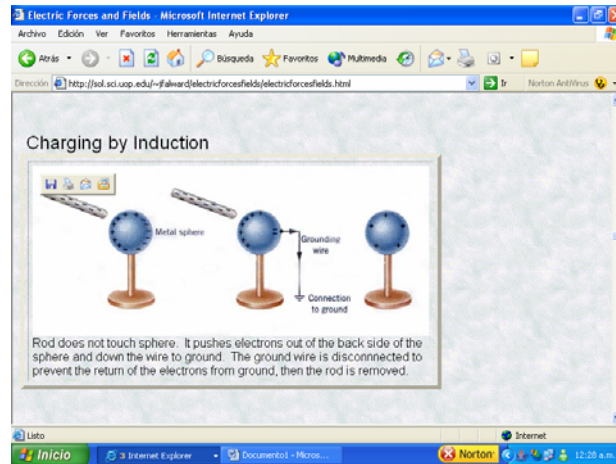 Electric Forces and Fields - Microsoft Internet Explorer
Archivo Edición Ver Favoritos Herramientas Ayuda
Atrás Búsqueda Favoritos Multimedia
Dirección http://sol.sci.uop.edu/~jfalward/electricforcesfields/electricforcesfields.html Ir Norton AntiVirus
Charging by Induction
Metal sphere
Grounding
wire
Connection
to ground
Rod does not touch sphere. It pushes electrons out of the back side of the
sphere and down the wire to ground. The ground wire is disconnnected to
prevent the return of the electrons from ground, then the rod is removed.
Listo Internet
Inicio 3 Internet Explorer Documento1 - Micros... Norton 12:28 a.m.